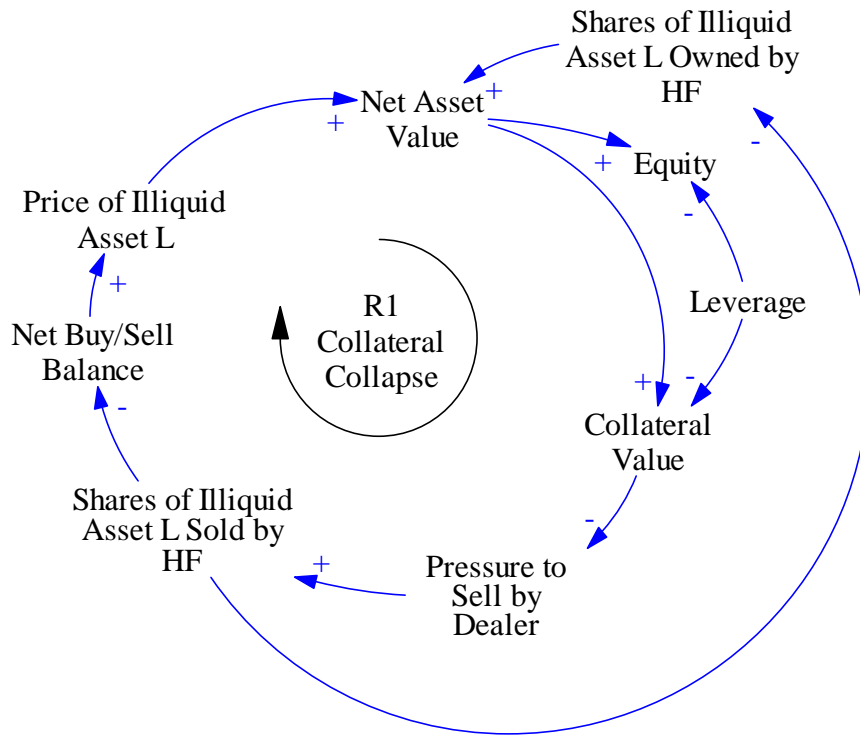 Shares of Illiquid
Asset L Owned by
HF
+
-
Net Asset
Value
+
+
Equity
-
Price of Illiquid
Asset L
+
Leverage
R1
Collateral
Collapse
Net Buy/Sell
Balance
-
-
+
Collateral
Value
-
Shares of Illiquid
Asset L Sold by
HF
+
Pressure to
Sell by
Dealer